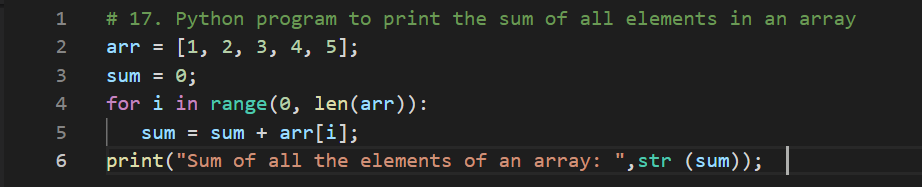 1 # 17. Python program to print the sum of all elements in an array
2 arr = [1, 2, 3, 4, 5];
3 sum = 0;
4 for i in range(0, len(arr)):
5    sum = sum + arr[i];
6 print("Sum of all the elements of an array: ",str (sum));